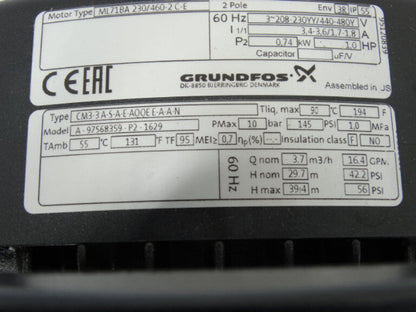 Motor Type ML71BA 230/460-2 C-E 2 Pole Env 3R IP 55
60 Hz 3~208-230YY/440-480Y V
I 1/1 3,4-3,6/1,7-1,8 A
P2 0,74 kW 1,0 HP
Capacitor uF/V
CE EAC GRUNDFOS
DK-8850 BJERRINGBRO DENMARK Assembled in US
Type CM3-3 A-S-A-E-AQQE E-A-A-N Tliq. max 90 °C 194 F
Model A - 97568359 - P2 - 1629 PMax 10 bar 145 PSI 1,0 MFa
TAmb 55 °C 131 °F TF 95 MEI≥ 0,7 ηp(%) --.- Insulation class F NO
60 Hz
Q nom 3.7 m3/h 16.4 GPM
H nom 29.7 m 42.2 PSI
H max 39.4 m 56 PSI